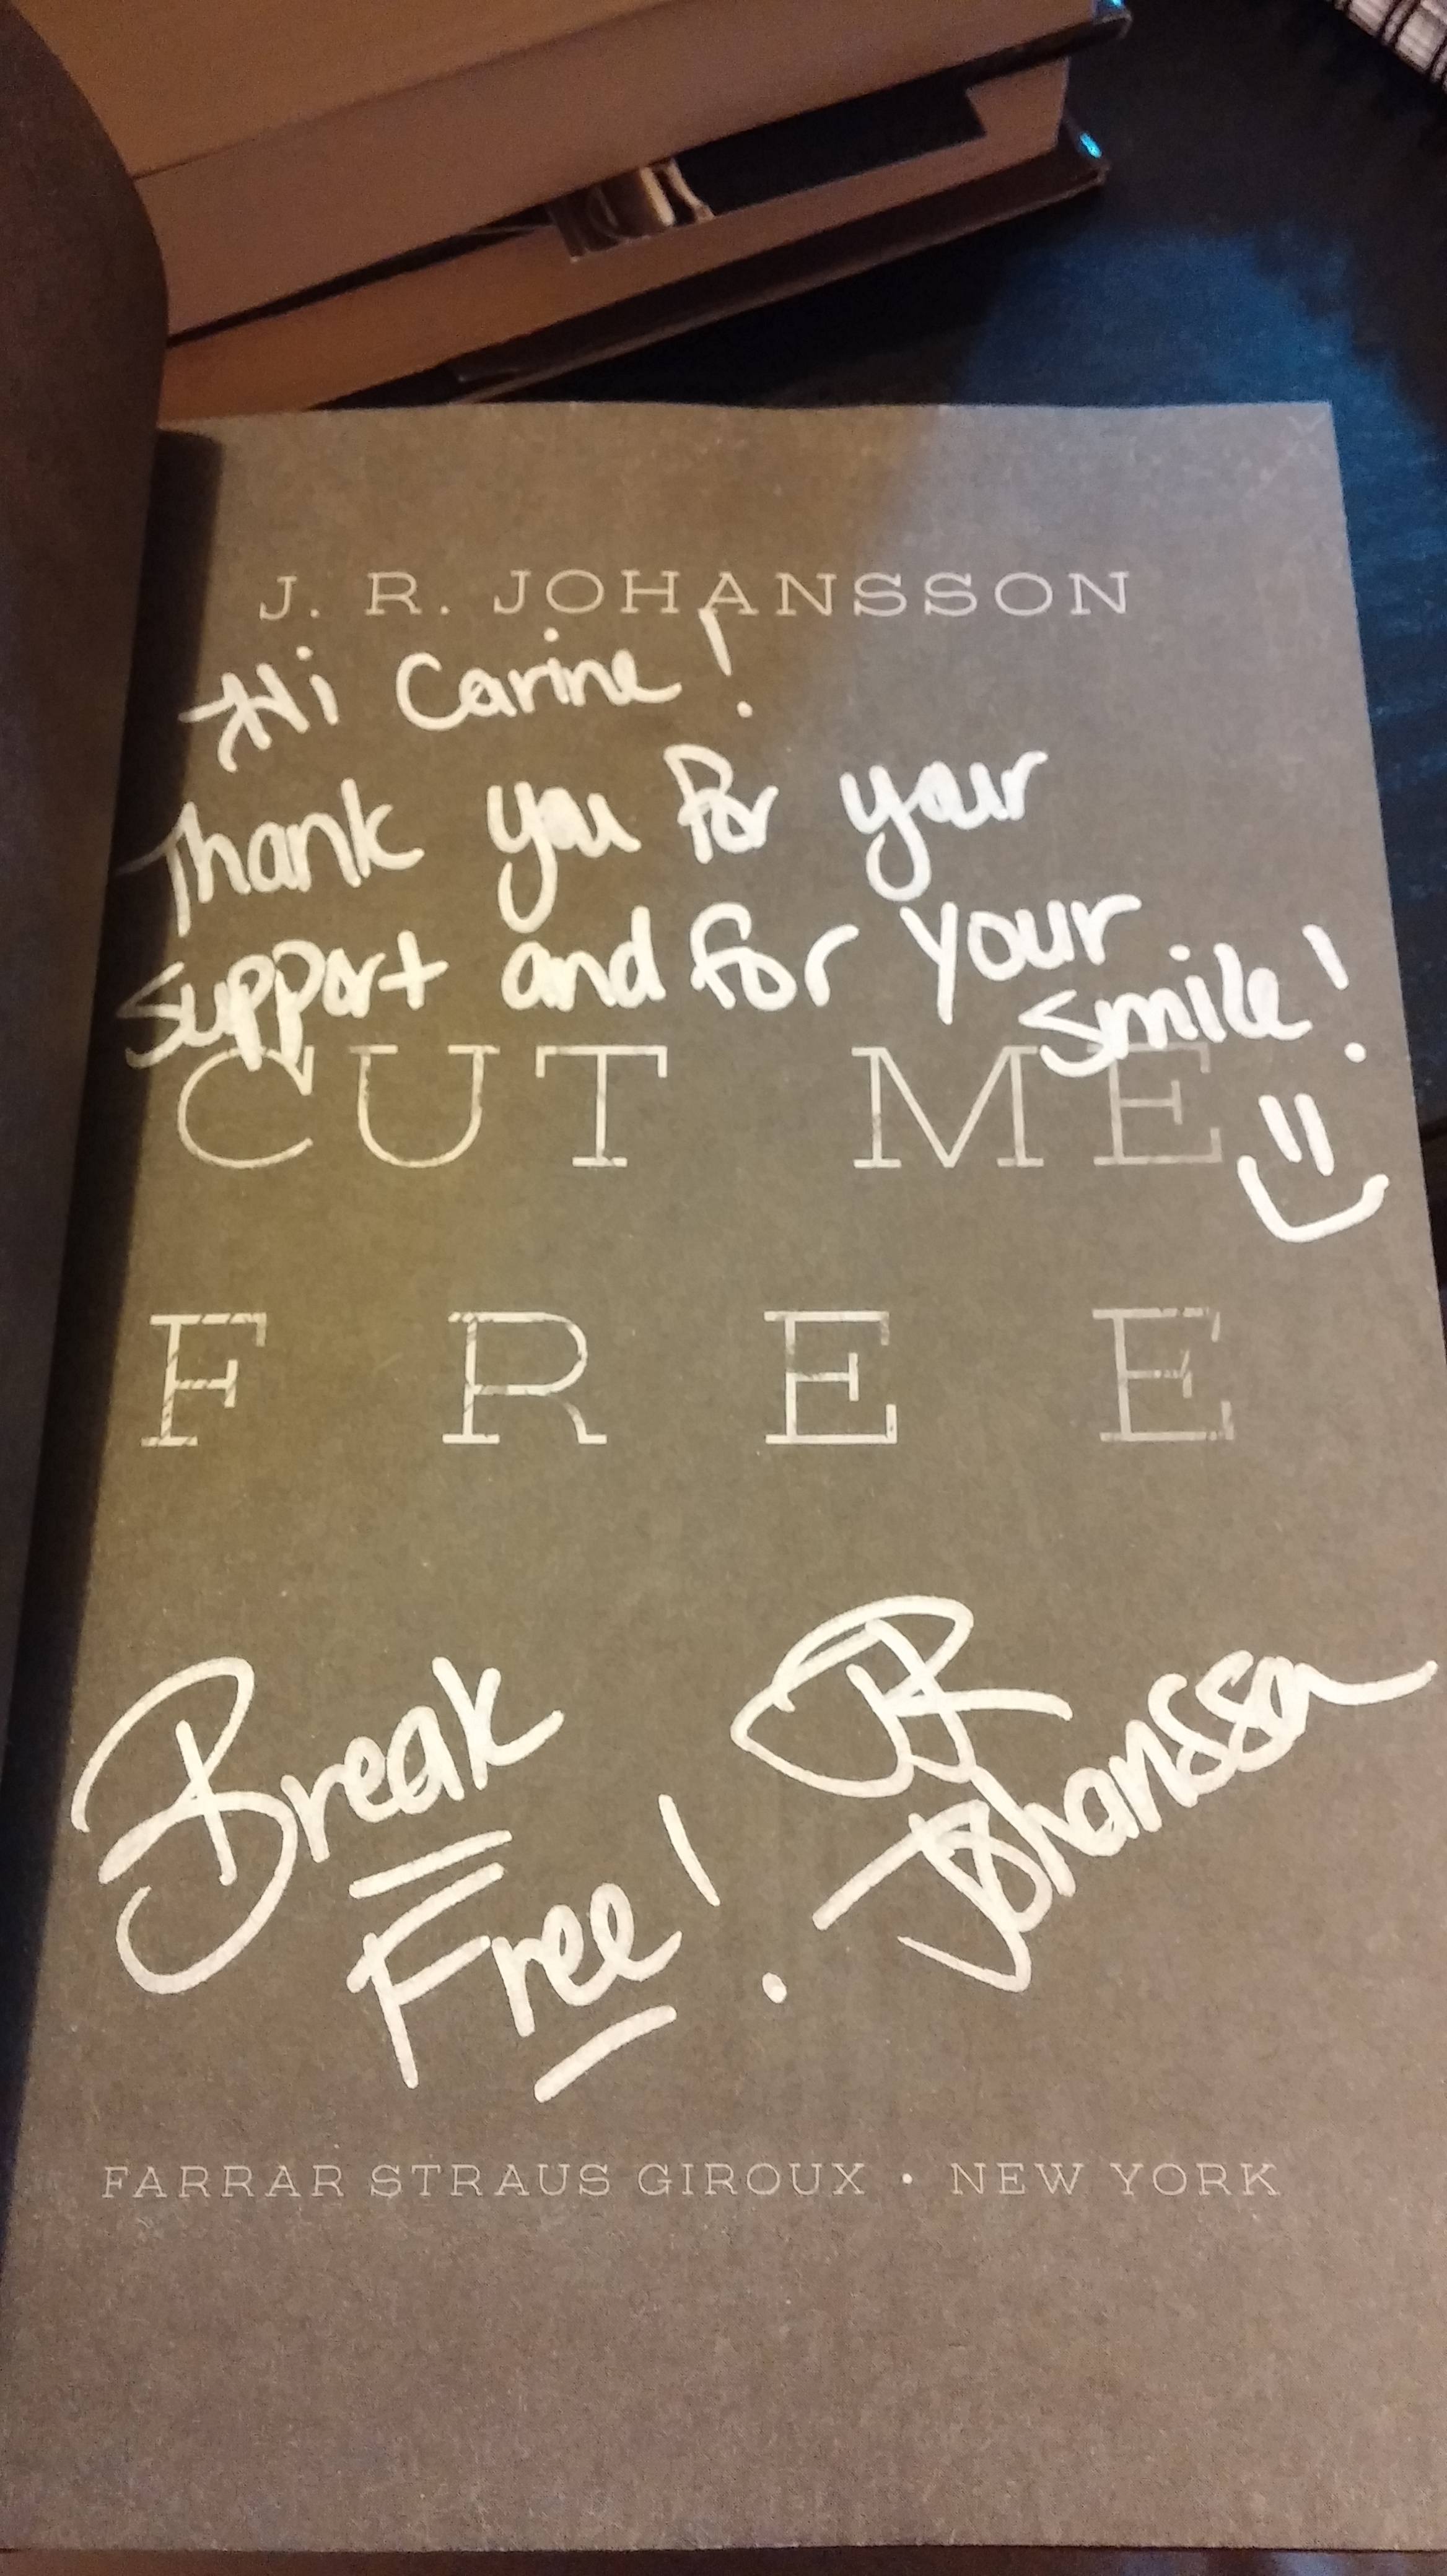 J. R. JOHANSSON
Hi Carine!
Thank you for your
support and for your
smile!
CUT ME
FREE
Break
Free!
JR
Johansson
FARRAR STRAUS GIROUX • NEW YORK